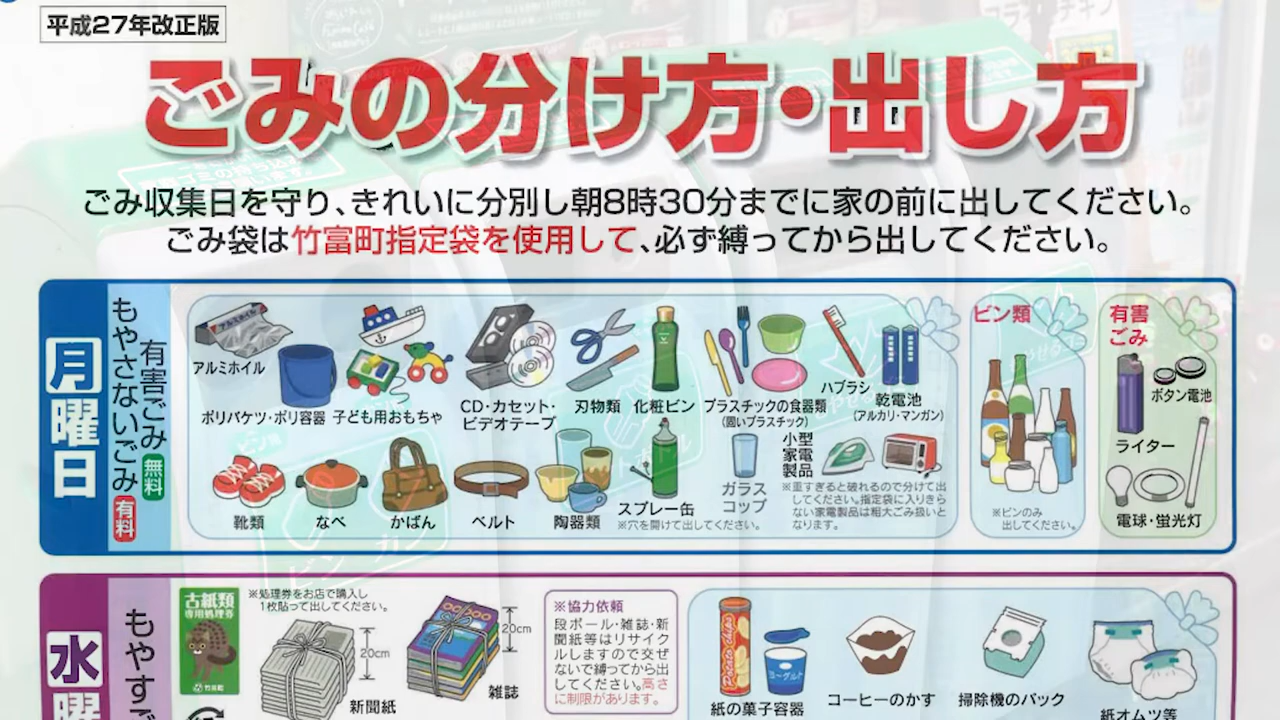 平成27年改正版
ごみの分け方・出し方
ごみ収集日を守り、きれいに分別し朝8時30分までに家の前に出してください。
ごみ袋は竹富町指定袋を使用して、必ず縛ってから出してください。
月曜日
もやさないごみ 有料
有害ごみ 無料
アルミホイル
ポリバケツ・ポリ容器
子ども用おもちゃ
CD・カセット・
ビデオテープ
刃物類
化粧ビン
プラスチックの食器類
(固いプラスチック)
ハブラシ
乾電池
(アルカリ・マンガン)
靴類
なべ
かばん
ベルト
陶器類
スプレー缶
※穴を開けて出してください。
ガラス
コップ
小型
家電
製品
※重すぎると破れるので分けて出
してください。指定袋に入りきら
ない家電製品は粗大ごみ扱いと
なります。
ビン類
※ビンのみ
出してください。
有害
ごみ
ボタン電池
ライター
電球・蛍光灯
水曜
もやすご
古紙類
専用処理券
竹富町
※処理券をお店で購入し
1枚貼って出してください。
20cm
新聞紙
20cm
雑誌
※協力依頼
段ボール・雑誌・新
聞紙等はリサイク
ルしますので交ぜ
ないで縛ってから出
してください。高さ
に制限があります。
紙の菓子容器
ヨーグルト
コーヒーのかす
掃除機のパック
紙オムツ等